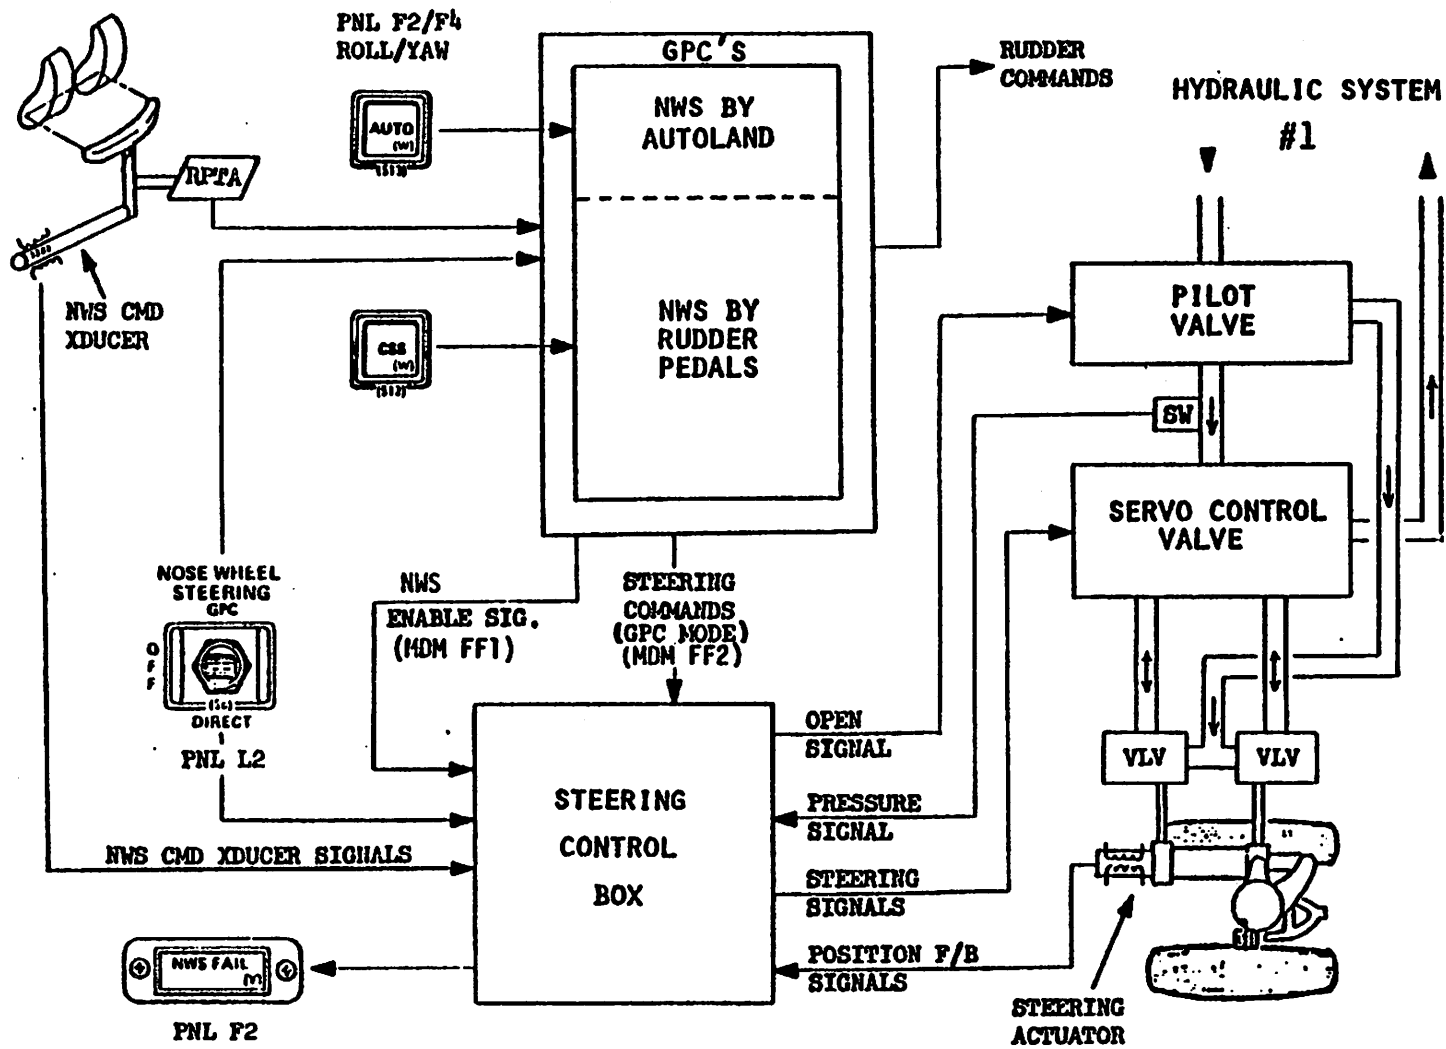 PNL F2/F4
ROLL/YAW
GPC'S
RUDDER
COMMANDS
HYDRAULIC SYSTEM
#1
NWS BY
AUTOLAND
AUTO
(W)
RPTA
NWS CMD
XDUCER
NWS BY
RUDDER
PEDALS
CSS
(W)
(S12)
PILOT
VALVE
SW
SERVO CONTROL
VALVE
NOSE WHEEL
STEERING
GPC
OFF
DIRECT
PNL L2
NWS
ENABLE SIG.
(MDM FF1)
STEERING
COMMANDS
(GPC MODE)
(MDM FF2)
OPEN
SIGNAL
VLV
VLV
STEERING
CONTROL
BOX
PRESSURE
SIGNAL
NWS CMD XDUCER SIGNALS
STEERING
SIGNALS
POSITION F/B
SIGNALS
NWS FAIL
PNL F2
STEERING
ACTUATOR